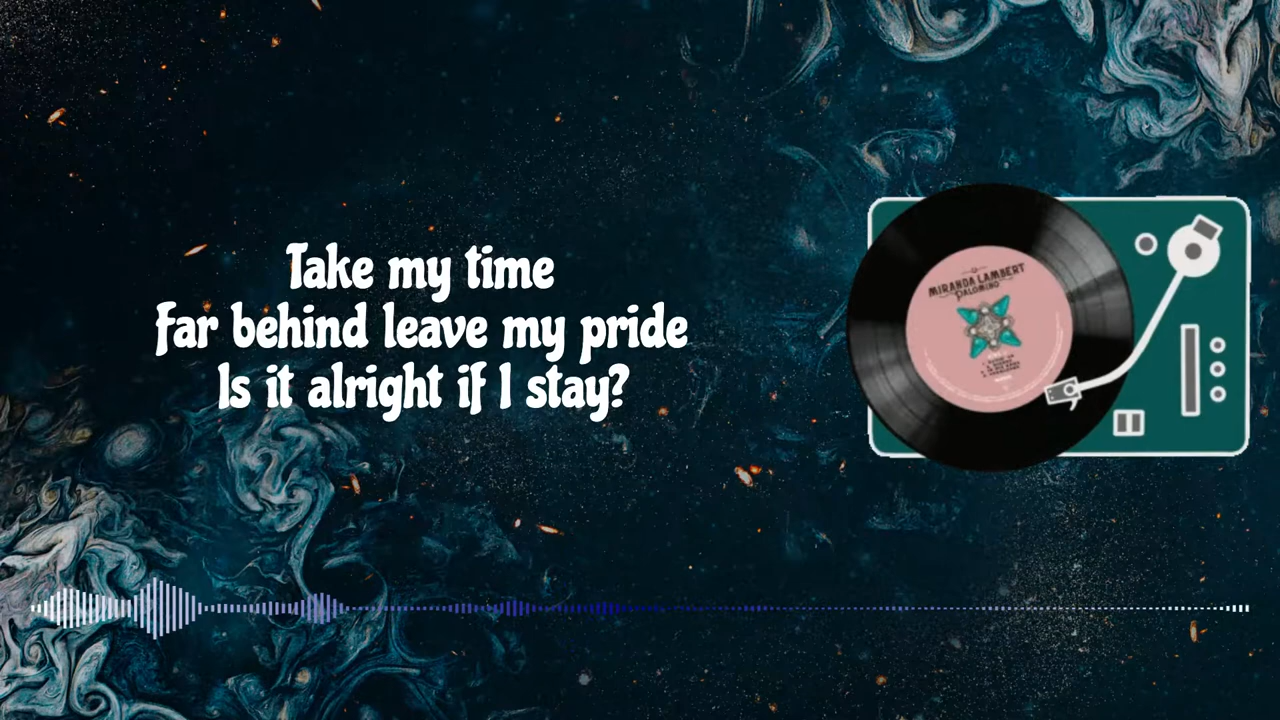 Take my time
Far behind leave my pride
Is it alright if I stay?
MIRANDA LAMBERT
PALOMINO